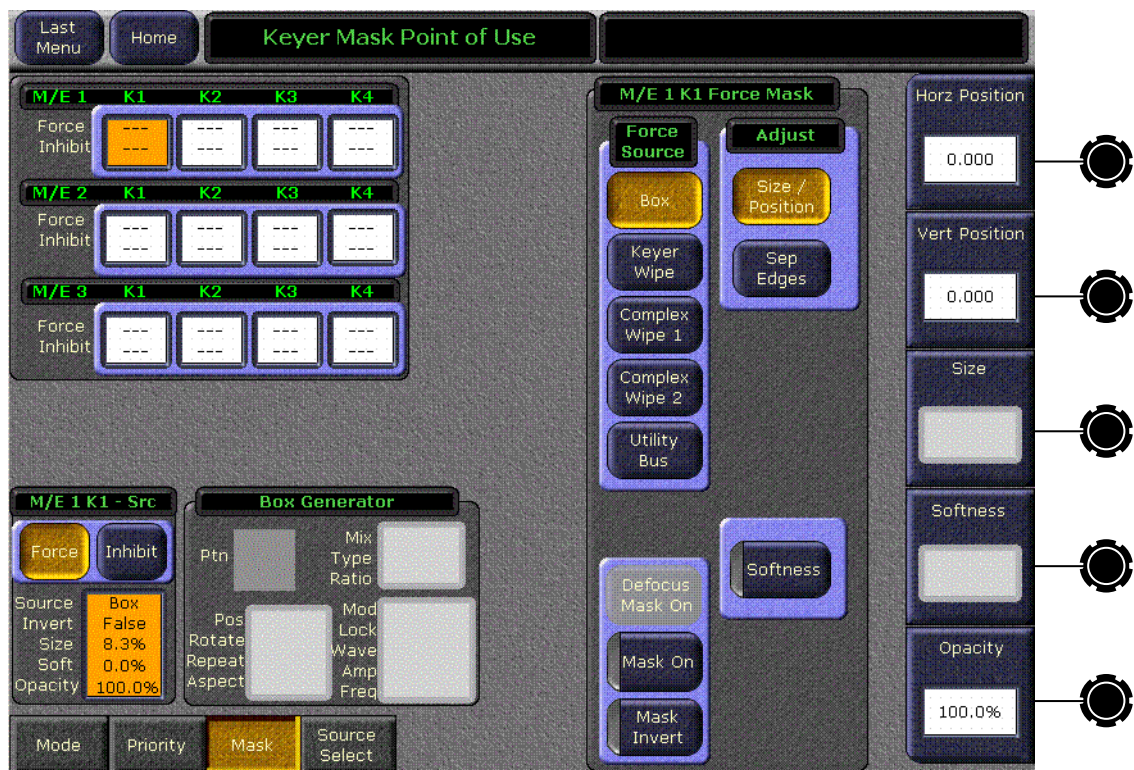 Last
Menu
Home
Keyer Mask Point of Use
M/E 1 K1 K2 K3 K4
Force --- --- --- ---
Inhibit --- --- --- ---
M/E 2 K1 K2 K3 K4
Force --- --- --- ---
Inhibit --- --- --- ---
M/E 3 K1 K2 K3 K4
Force --- --- --- ---
Inhibit --- --- --- ---
M/E 1 K1 - Src
Force
Inhibit
Source Box
Invert False
Size 8.3%
Soft 0.0%
Opacity 100.0%
Box Generator
Ptn
Mix
Type
Ratio
Pos
Rotate
Repeat
Aspect
Mod
Lock
Wave
Amp
Freq
M/E 1 K1 Force Mask
Force
Source
Box
Keyer
Wipe
Complex
Wipe 1
Complex
Wipe 2
Utility
Bus
Adjust
Size /
Position
Sep
Edges
Defocus
Mask On
Mask On
Mask
Invert
Softness
Horz Position
0.000
Vert Position
0.000
Size
Softness
Opacity
100.0%
Mode
Priority
Mask
Source
Select